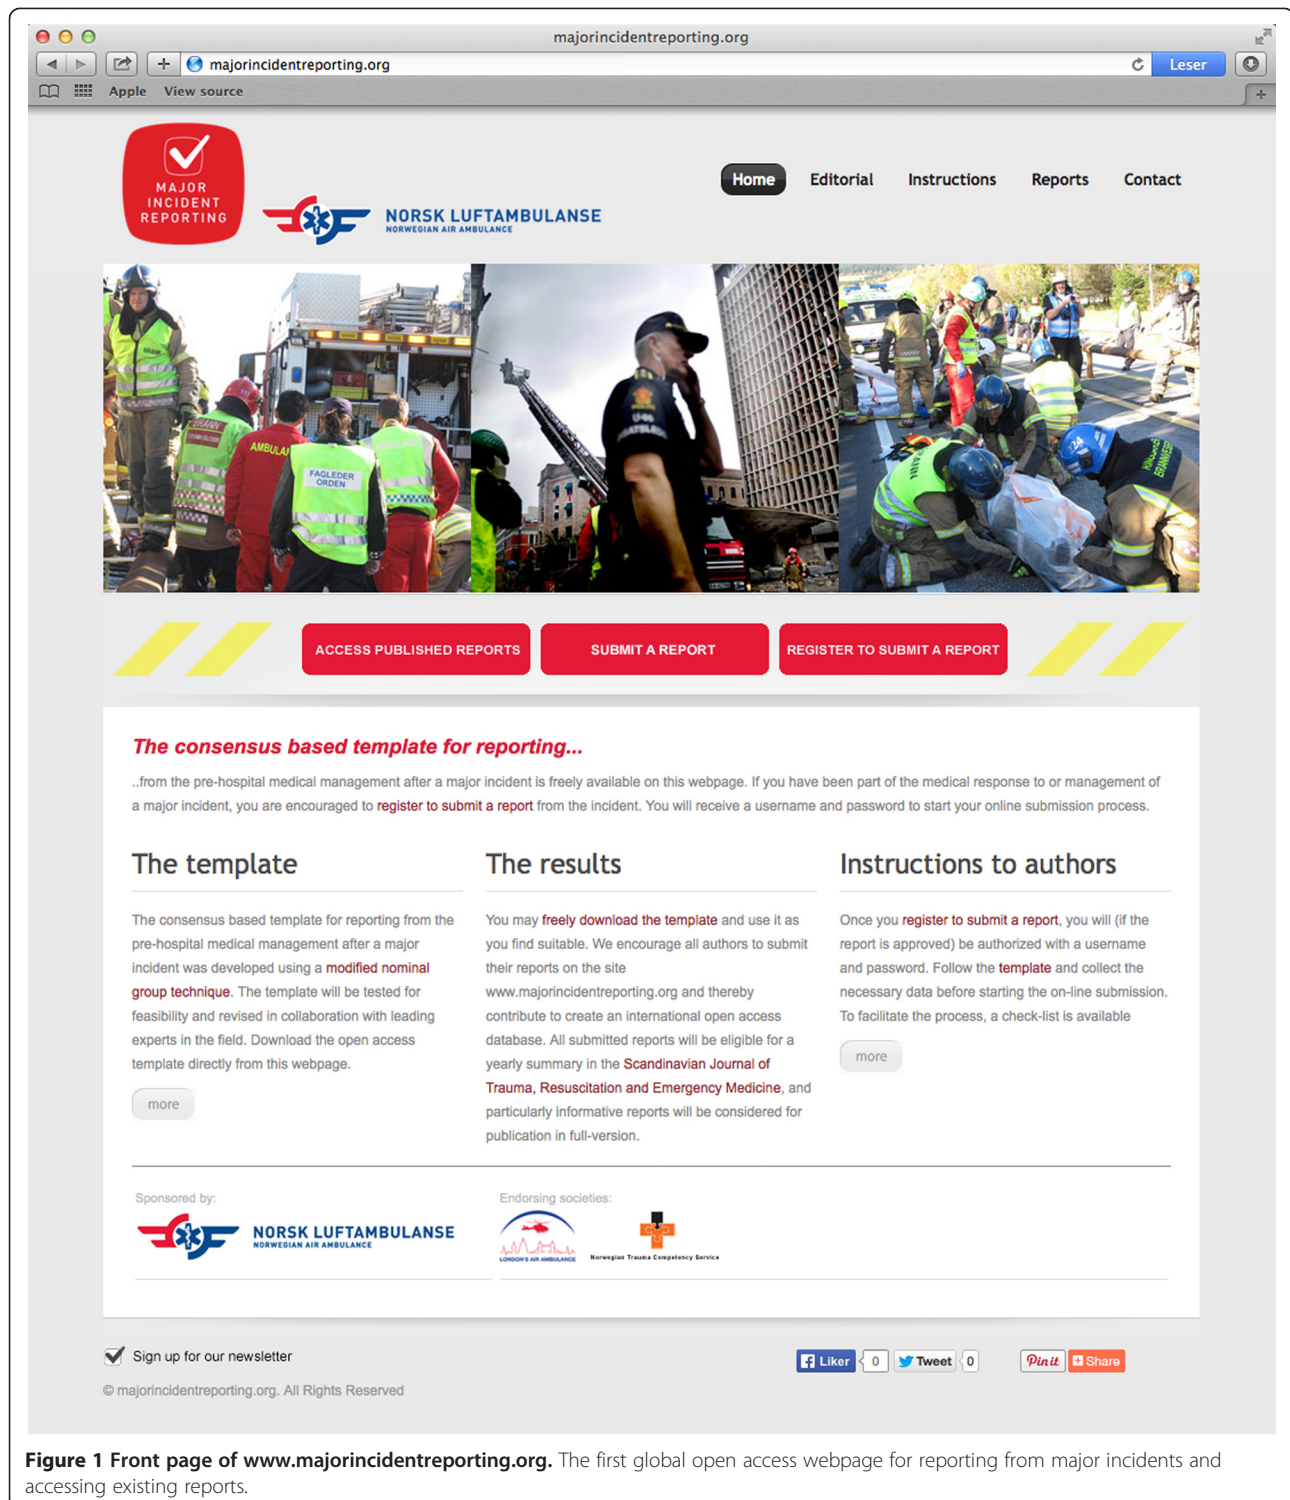 majorincidentreporting.org
majorincidentreporting.org
Leser
Apple View source
MAJOR
INCIDENT
REPORTING
NORSK LUFTAMBULANSE
NORWEGIAN AIR AMBULANCE
Home Editorial Instructions Reports Contact
BRANN
BRANN
AMBULAN
FAGLEDER
ORDEN
ACCESS PUBLISHED REPORTS SUBMIT A REPORT REGISTER TO SUBMIT A REPORT
The consensus based template for reporting...
..from the pre-hospital medical management after a major incident is freely available on this webpage. If you have been part of the medical response to or management of
a major incident, you are encouraged to register to submit a report from the incident. You will receive a username and password to start your online submission process.
The template
The consensus based template for reporting from the
pre-hospital medical management after a major
incident was developed using a modified nominal
group technique. The template will be tested for
feasibility and revised in collaboration with leading
experts in the field. Download the open access
template directly from this webpage.
more
The results
You may freely download the template and use it as
you find suitable. We encourage all authors to submit
their reports on the site
www.majorincidentreporting.org and thereby
contribute to create an international open access
database. All submitted reports will be eligible for a
yearly summary in the Scandinavian Journal of
Trauma, Resuscitation and Emergency Medicine, and
particularly informative reports will be considered for
publication in full-version.
Instructions to authors
Once you register to submit a report, you will (if the
report is approved) be authorized with a username
and password. Follow the template and collect the
necessary data before starting the on-line submission.
To facilitate the process, a check-list is available
more
Sponsored by:
NORSK LUFTAMBULANSE
NORWEGIAN AIR AMBULANCE
Endorsing societies:
LONDON'S AIR AMBULANCE
Norwegian Trauma Competency Service
Sign up for our newsletter
Liker 0 Tweet 0 Pin it Share
© majorincidentreporting.org. All Rights Reserved
Figure 1 Front page of www.majorincidentreporting.org. The first global open access webpage for reporting from major incidents and
accessing existing reports.